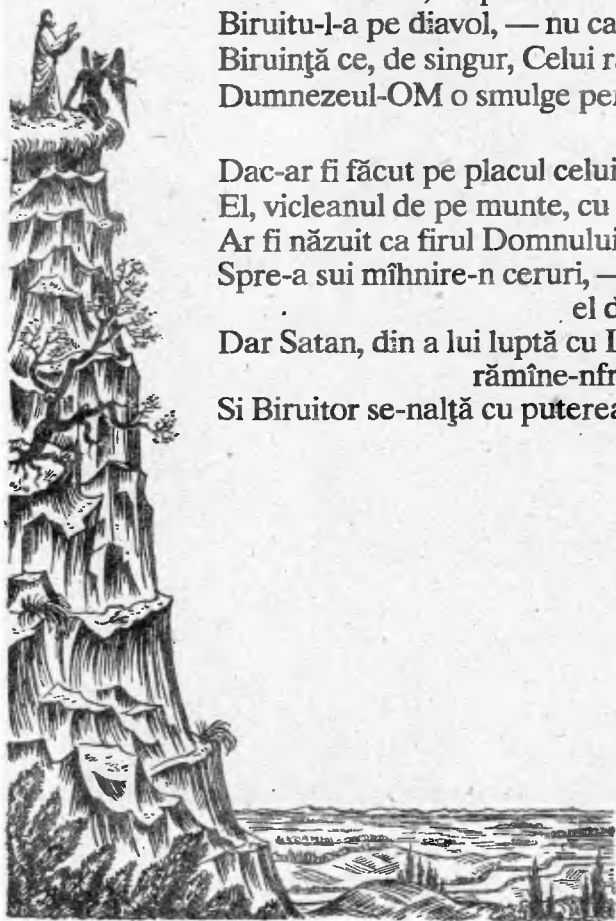 Biruitu-l-a pe diavol, — nu ca
Biruinţă ce, de singur, Celui
Dumnezeul-OM o smulge
Dac-ar fi făcut pe placul celui
El, vicleanul de pe munte, cu
Ar fi năzuit ca firul Domnului
Spre-a sui mîhnire-n ceruri, —
el
Dar Satan, din a lui luptă cu
rămîne-nfr
Si Biruitor se-nalţă cu puterea